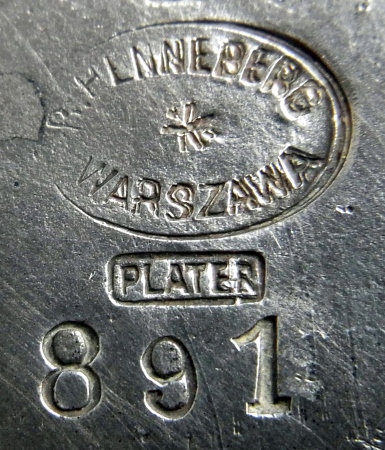 R. HENNEBERG
WARSZAWA
PLATER
891